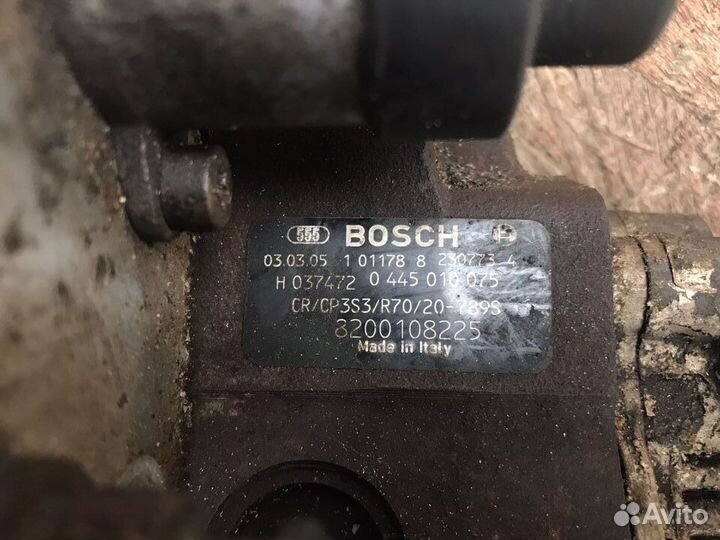 555 BOSCH
03.03.05 1 01178 8 230773 4
H 037472 0 445 010 075
CR/CP3S3/R70/20-789S
8200108225
Made in Italy
Avito